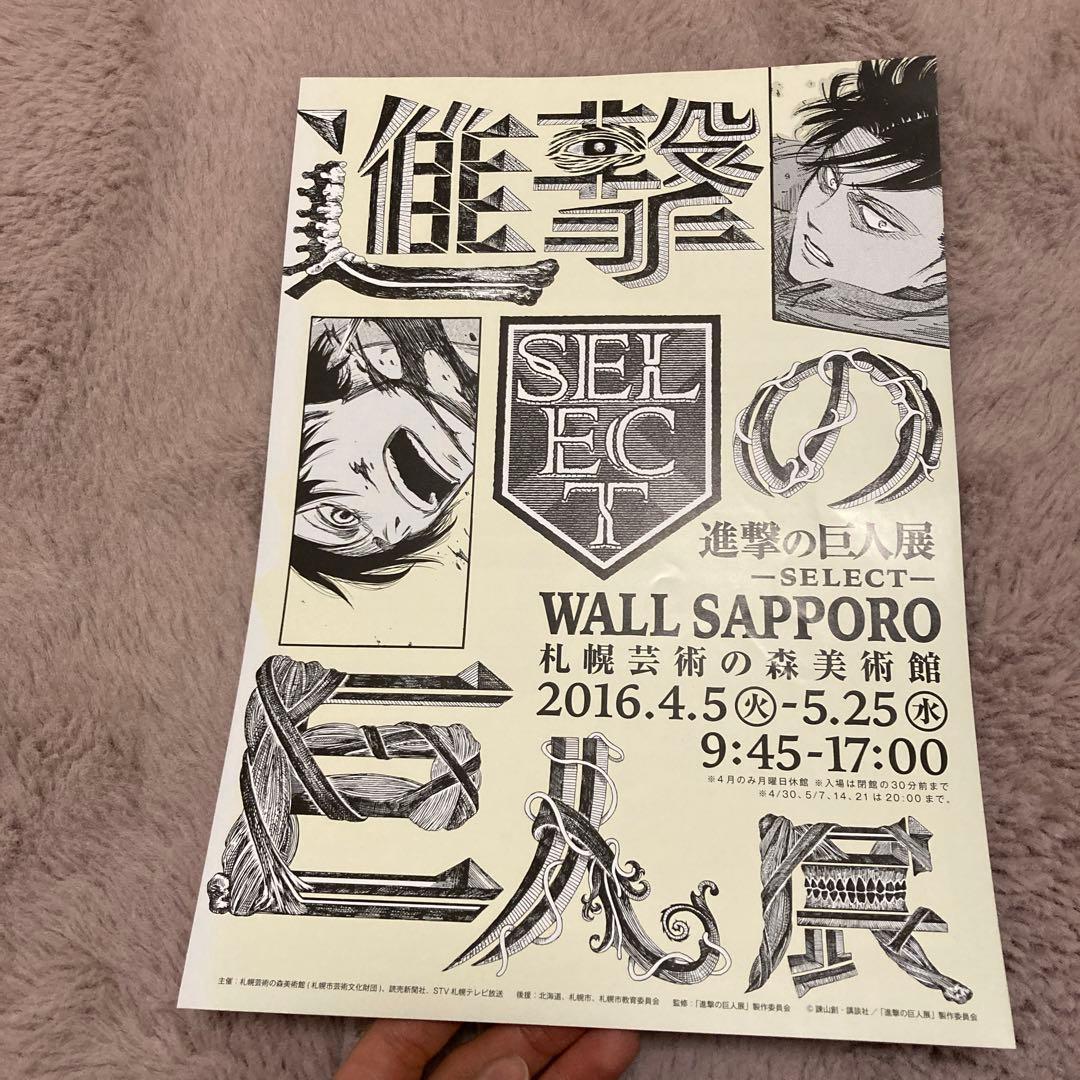 進撃
の
SEL
EC
T
進撃の巨人展
—SELECT—
WALL SAPPORO
札幌芸術の森美術館
2016.4.5㊋-5.25㊌
9:45-17:00
※4月のみ月曜日休館 ※入場は閉館の30分前まで
※4/30、5/7、14、21は20:00まで。
巨人展
主催:札幌芸術の森美術館(札幌市芸術文化財団)、読売新聞社、STV札幌テレビ放送 後援:北海道、札幌市、札幌市教育委員会 監修:「進撃の巨人展」製作委員会 ©諫山創・講談社/「進撃の巨人展」製作委員会